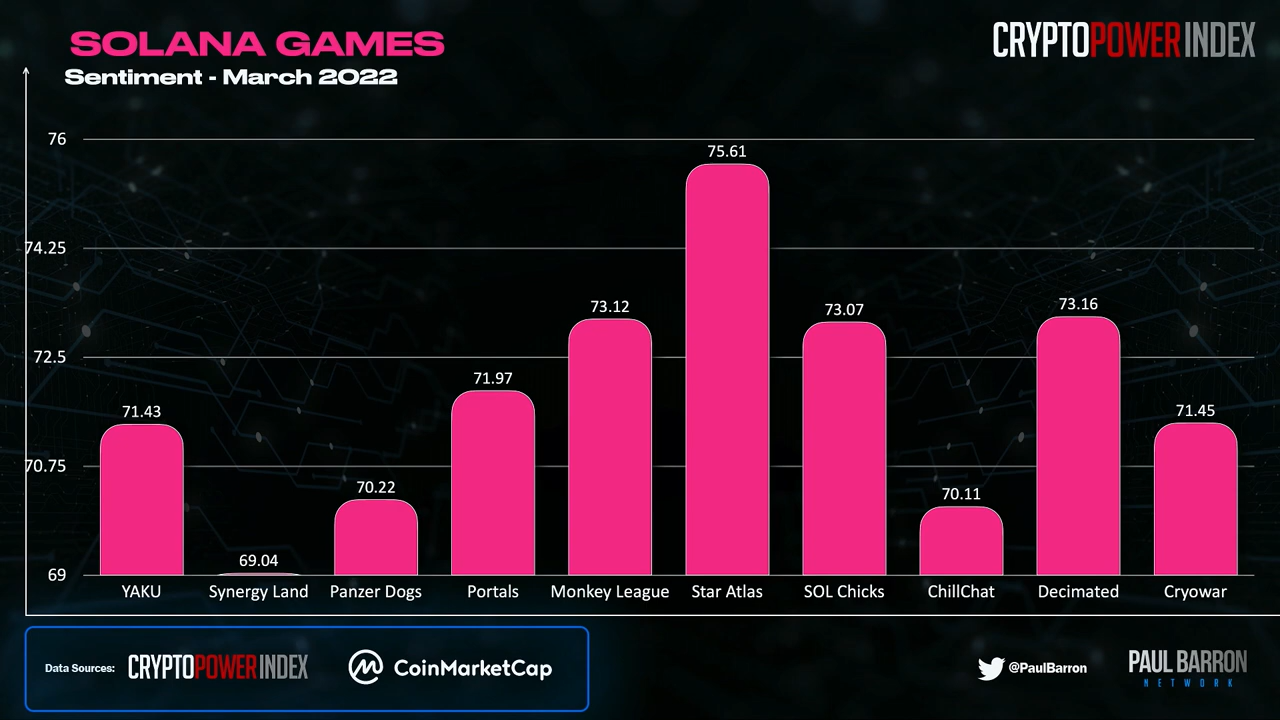 SOLANA GAMES
Sentiment - March 2022
CRYPTOPOWERINDEX
76
74.25
72.5
70.75
69
71.43
69.04
70.22
71.97
73.12
75.61
73.07
70.11
73.16
71.45
YAKU
Synergy Land
Panzer Dogs
Portals
Monkey League
Star Atlas
SOL Chicks
ChillChat
Decimated
Cryowar
Data Sources:
CRYPTOPOWERINDEX
CoinMarketCap
@PaulBarron
PAUL BARRON
NETWORK